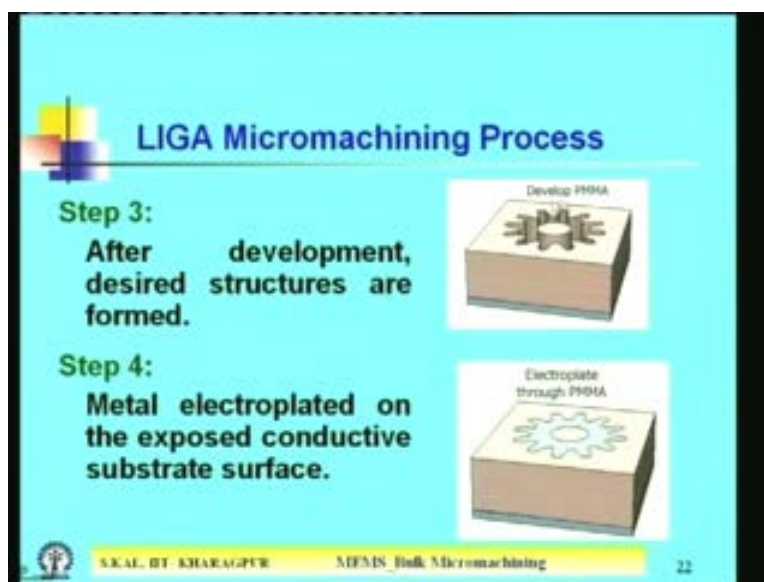 LIGA Micromachining Process
Step 3:
After development,
desired structures are
formed.
Develop PMMA
Step 4:
Metal electroplated on
the exposed conductive
substrate surface.
Electroplate
through PMMA
S.KAL, IIT- KHARAGPUR
MEMS_Bulk Micromachining
22